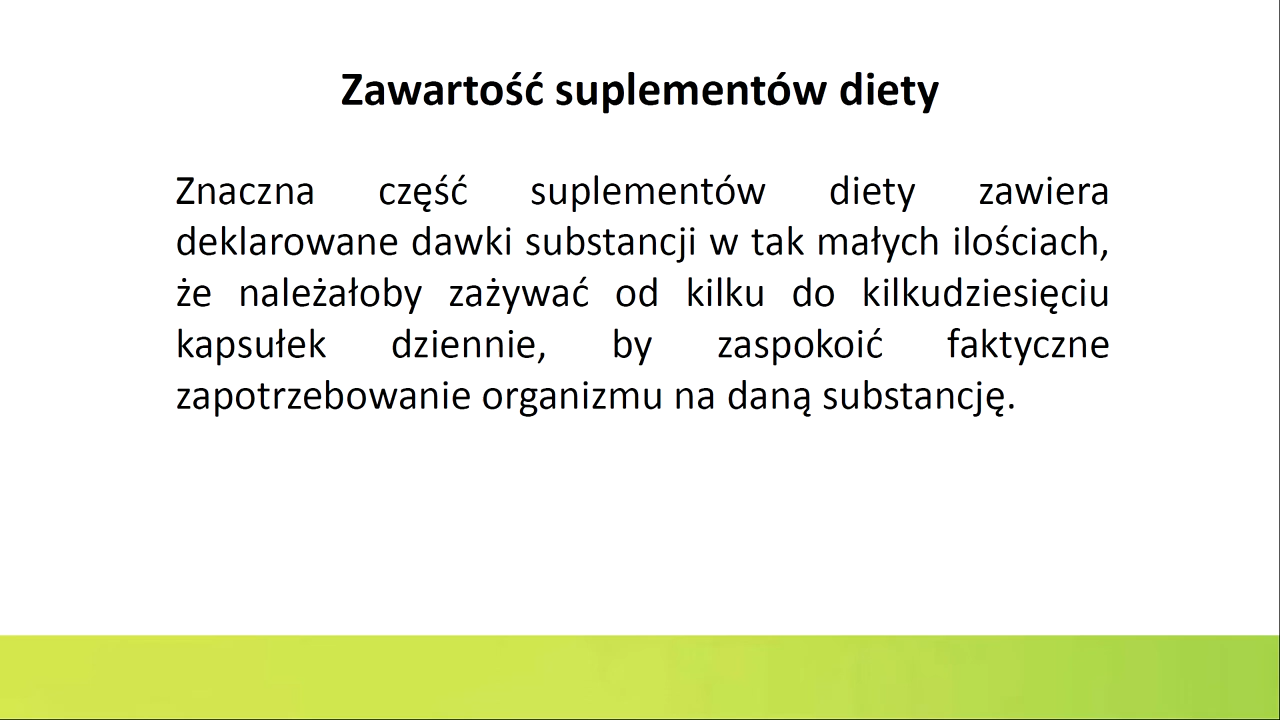 Zawartość suplementów diety
Znaczna część suplementów diety zawiera
deklarowane dawki substancji w tak małych ilościach,
że należałoby zażywać od kilku do kilkudziesięciu
kapsułek dziennie, by zaspokoić faktyczne
zapotrzebowanie organizmu na daną substancję.